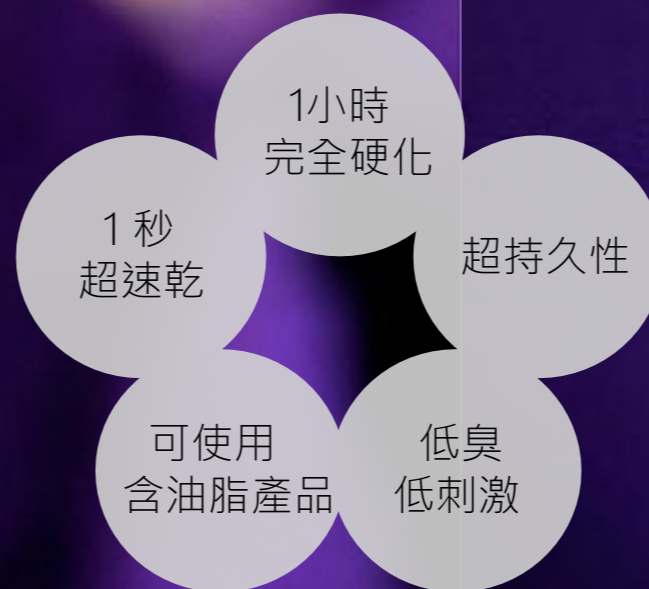 1小時
完全硬化
1 秒
超速乾
超持久性
可使用
含油脂產品
低臭
低刺激